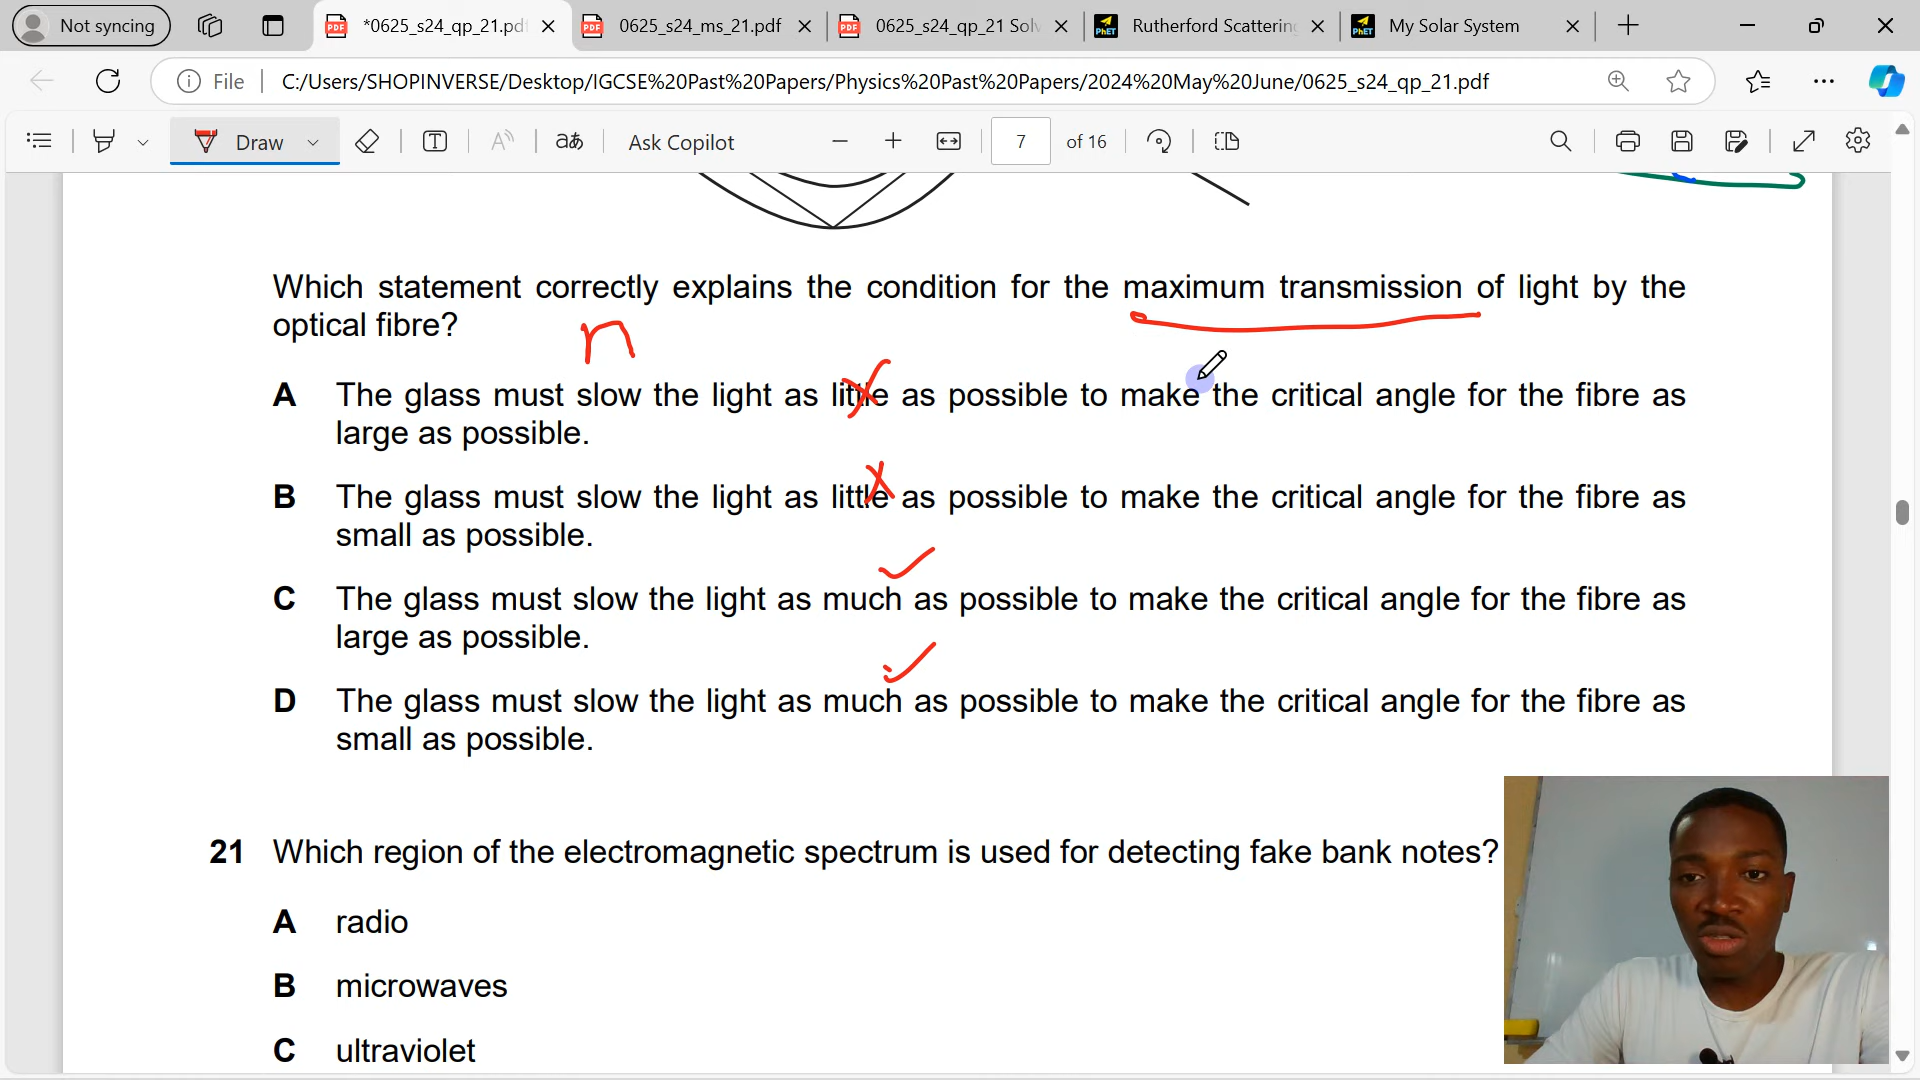 Not syncing
*0625_s24_qp_21.pdf
0625_s24_ms_21.pdf
0625_s24_qp_21 Solv
Rutherford Scattering
My Solar System
File
C:/Users/SHOPINVERSE/Desktop/IGCSE%20Past%20Papers/Physics%20Past%20Papers/2024%20May%20June/0625_s24_qp_21.pdf
Draw
Ask Copilot
7 of 16
Which statement correctly explains the condition for the maximum transmission of light by the
optical fibre?
n
A The glass must slow the light as little as possible to make the critical angle for the fibre as
large as possible.
B The glass must slow the light as little as possible to make the critical angle for the fibre as
small as possible.
C The glass must slow the light as much as possible to make the critical angle for the fibre as
large as possible.
D The glass must slow the light as much as possible to make the critical angle for the fibre as
small as possible.
21 Which region of the electromagnetic spectrum is used for detecting fake bank notes?
A radio
B microwaves
C ultraviolet